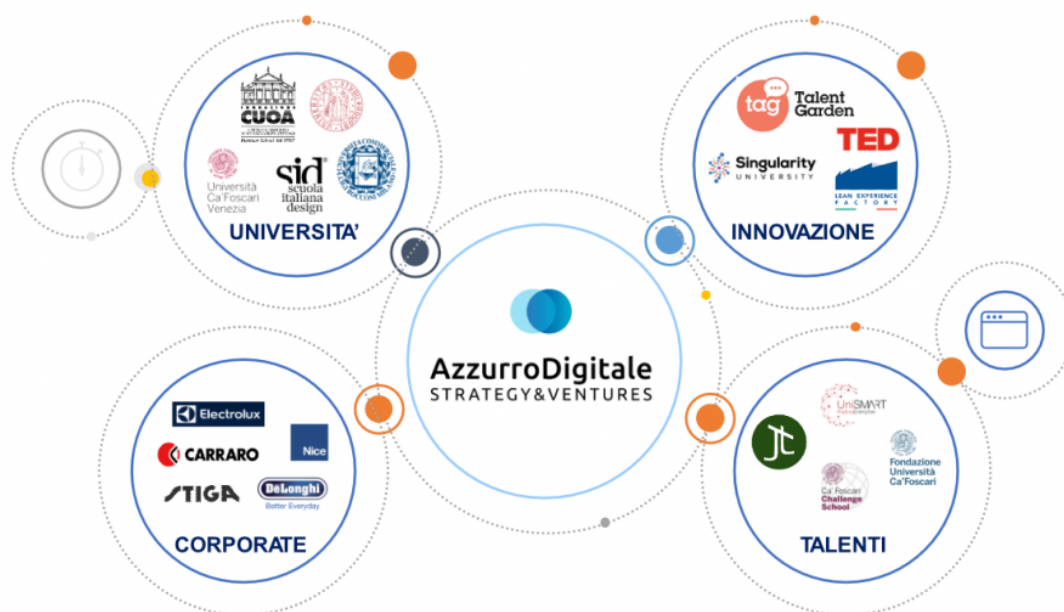 FONDAZIONE
CUOA
Università
Ca'Foscari
Venezia
sid
scuola
italiana
design
UNIVERSITA'
tag
Talent
Garden
TED
Singularity
UNIVERSITY
LEAN EXPERIENCE
FACTORY
INNOVAZIONE
AzzurroDigitale
STRATEGY&VENTURES
Electrolux
CARRARO
Nice
STIGA
DeLonghi
Better Everyday
CORPORATE
UniSMART
Jt
Fondazione
Università
Ca'Foscari
Ca'Foscari
Challenge
School
TALENTI